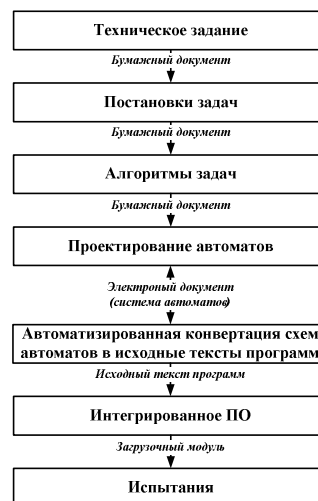 Техническое задание
Бумажный документ
Постановки задач
Бумажный документ
Алгоритмы задач
Бумажный документ
Проектирование автоматов
Электроный документ
(система автоматов)
Автоматизированная конвертация схем
автоматов в исходные тексты программ
Исходный текст программ
Интегрированное ПО
Загрузочный модуль
Испытания